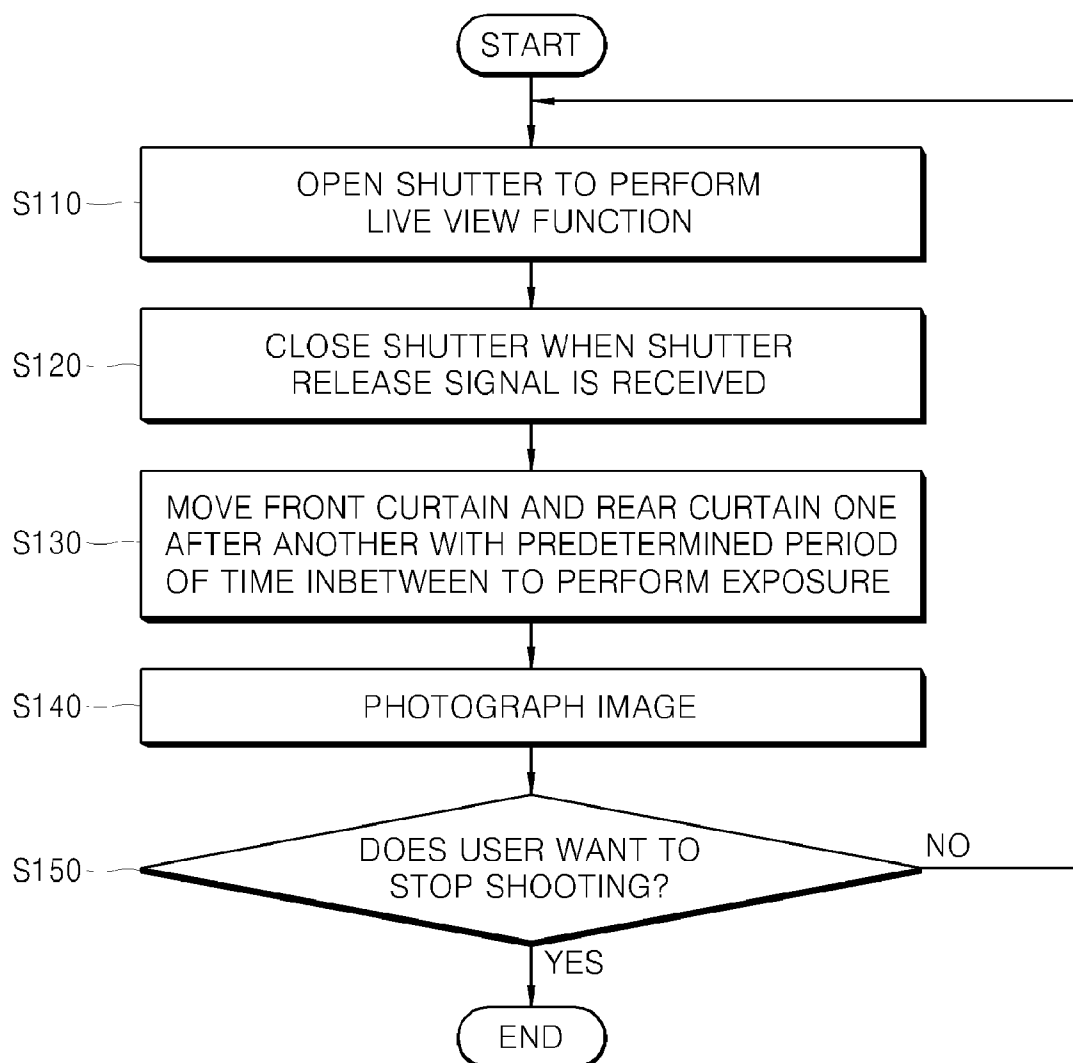 START
S110
OPEN SHUTTER TO PERFORM
LIVE VIEW FUNCTION
S120
CLOSE SHUTTER WHEN SHUTTER
RELEASE SIGNAL IS RECEIVED
S130
MOVE FRONT CURTAIN AND REAR CURTAIN ONE
AFTER ANOTHER WITH PREDETERMINED PERIOD
OF TIME INBETWEEN TO PERFORM EXPOSURE
S140
PHOTOGRAPH IMAGE
S150
DOES USER WANT TO
STOP SHOOTING?
NO
YES
END